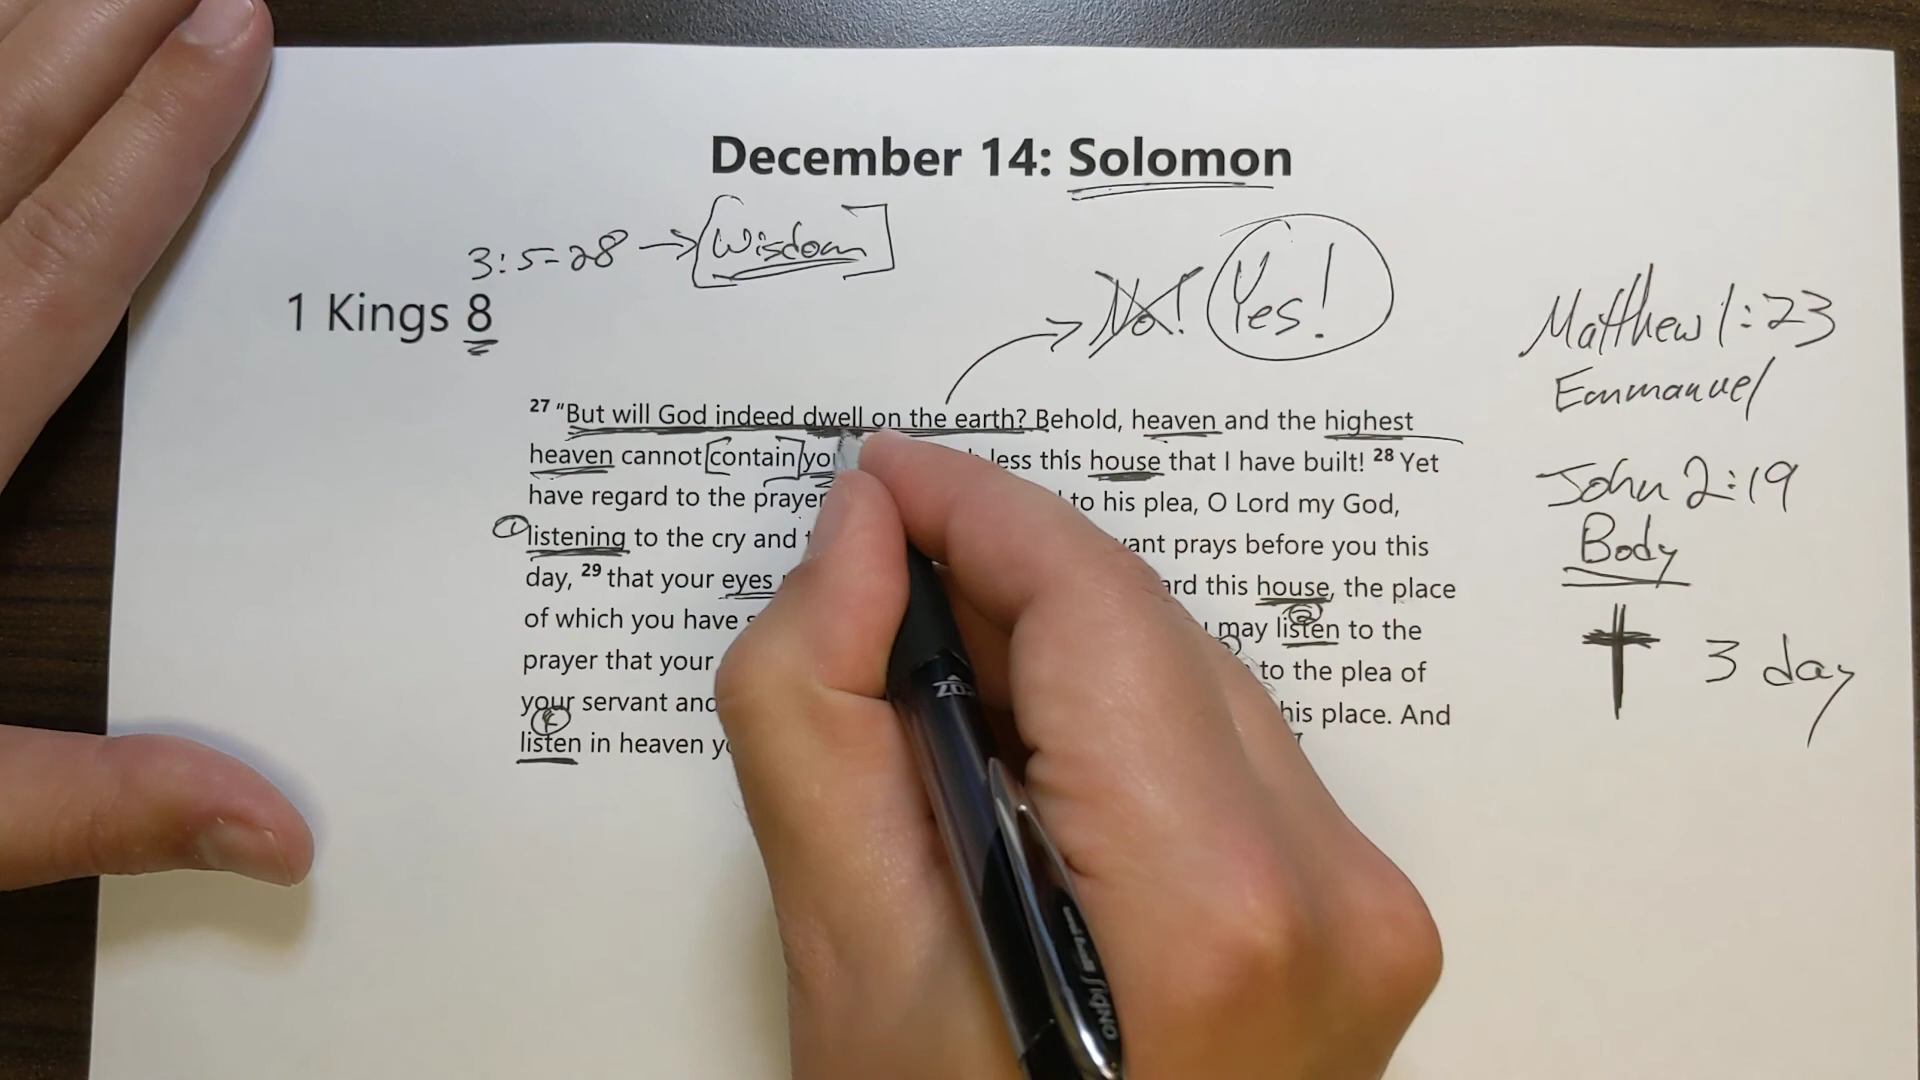 December 14: Solomon
3:5-28 → Wisdom
No! Yes!
1 Kings 8
Matthew 1:23
Emmanuel
27 "But will God indeed dwell on the earth? Behold, heaven and the highest
heaven cannot contain less this house that I have built! 28 Yet
have regard to the prayer to his plea, O Lord my God,
1 listening to the cry and prays before you this
day, 29 that your eyes this house, the place
of which you have may listen to the
prayer that your to the plea of
your servant and this place. And
listen in heaven
John 2:19
Body
3 day
signo